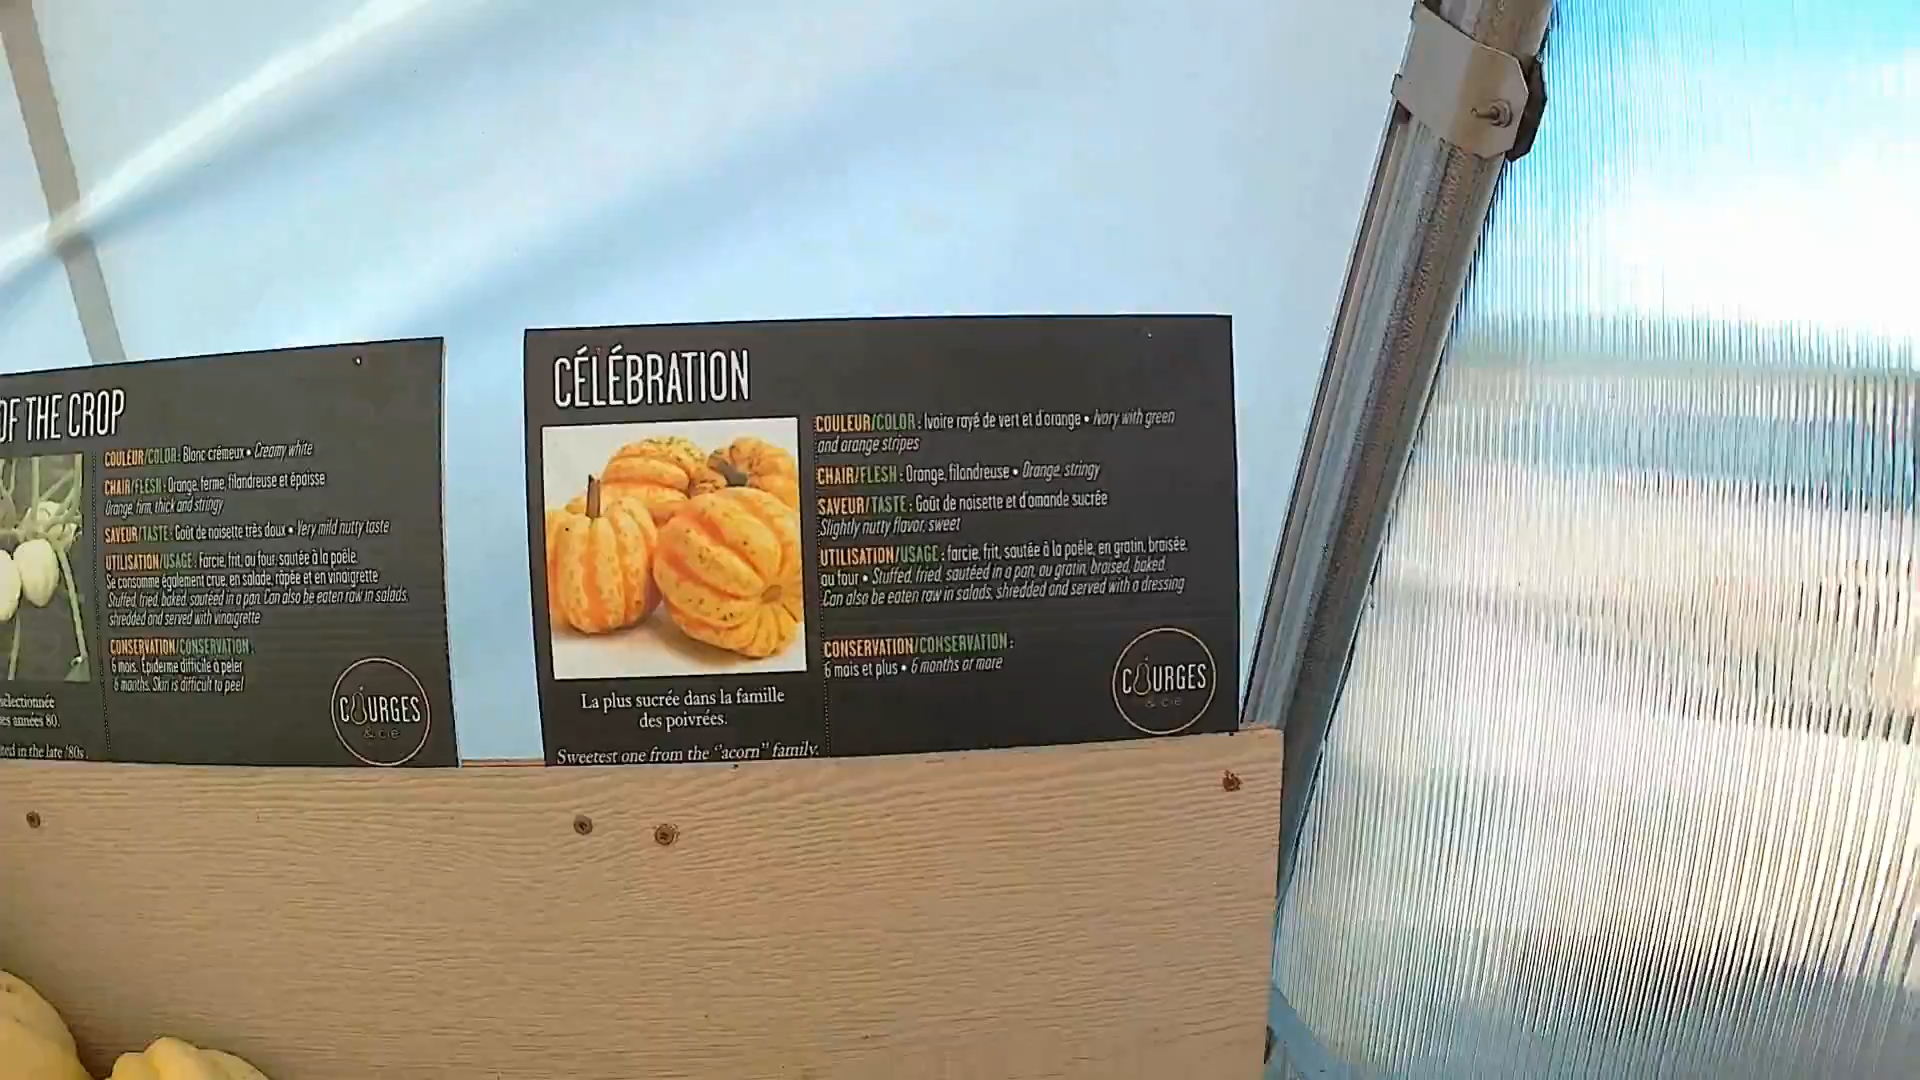 OF THE CROP
COULEUR/COLOR : Blanc crémeux • Creamy white
CHAIR/FLESH : Orange, ferme, filandreuse et épaisse
Orange, firm, thick and stringy
SAVEUR/TASTE : Goût de noisette très doux • Very mild nutty taste
UTILISATION/USAGE : Farcie, frit, au four, sautée à la poêle.
Se consomme également crue, en salade, râpée et en vinaigrette
Stuffed, fried, baked, sautéed in a pan. Can also be eaten raw in salads,
shredded and served with vinaigrette
CONSERVATION/CONSERVATION :
6 mois. Épiderme difficile à peler
6 months. Skin is difficult to peel
sélectionnée
es années 80.
ted in the late '80s.
COURGES
& cie
CÉLÉBRATION
COULEUR/COLOR : Ivoire rayé de vert et d'orange • Ivory with green
and orange stripes
CHAIR/FLESH : Orange, filandreuse • Orange, stringy
SAVEUR/TASTE : Goût de noisette et d'amande sucrée
Slightly nutty flavor, sweet
UTILISATION/USAGE : farcie, frit, sautée à la poêle, en gratin, braisée,
au four • Stuffed, fried, sautéed in a pan, au gratin, braised, baked.
Can also be eaten raw in salads, shredded and served with a dressing
CONSERVATION/CONSERVATION :
6 mois et plus • 6 months or more
La plus sucrée dans la famille
des poivrées.
Sweetest one from the "acorn" family.
COURGES
& cie